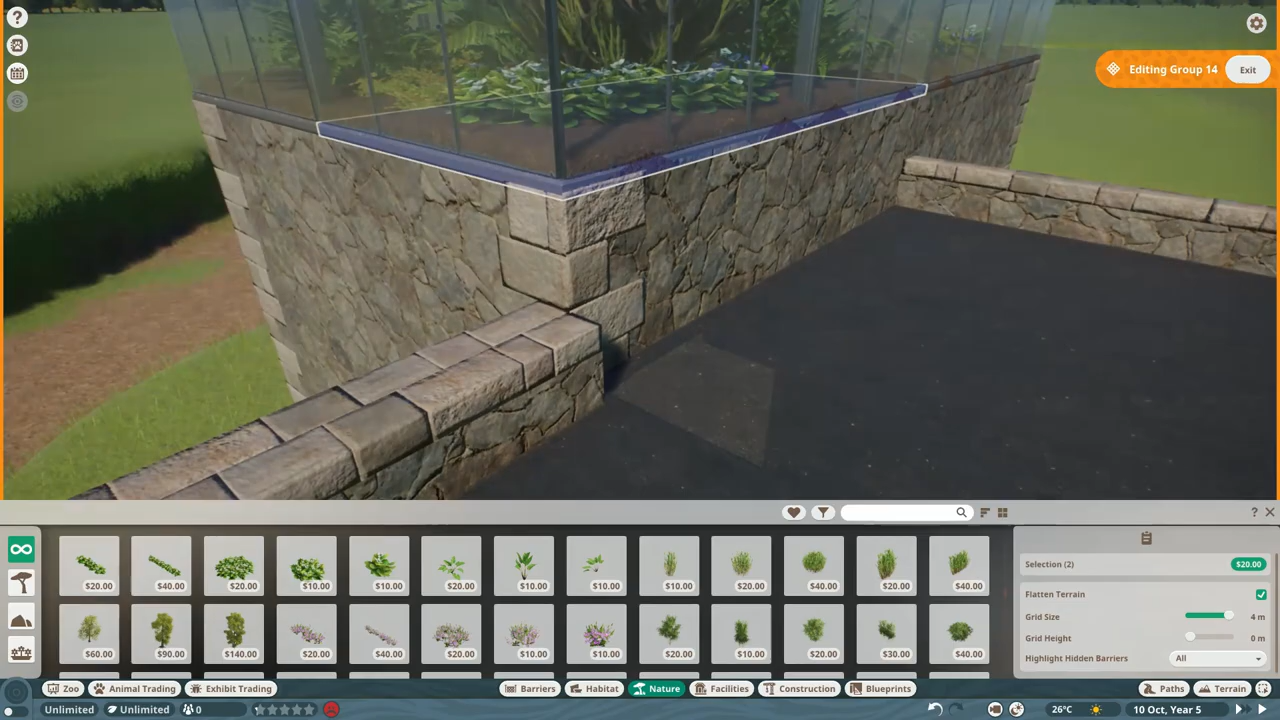 Editing Group 14
Exit
Selection (2) $20.00
$20.00 $40.00 $20.00 $10.00 $10.00 $20.00 $10.00 $10.00 $10.00 $20.00 $40.00 $20.00 $40.00
Flatten Terrain
Grid Size 4 m
Grid Height 0 m
$60.00 $90.00 $140.00 $20.00 $40.00 $20.00 $10.00 $10.00 $20.00 $10.00 $20.00 $30.00 $40.00
Highlight Hidden Barriers All
Zoo Animal Trading Exhibit Trading Barriers Habitat Nature Facilities Construction Blueprints Paths Terrain
Unlimited Unlimited 0 26°C 10 Oct, Year 5